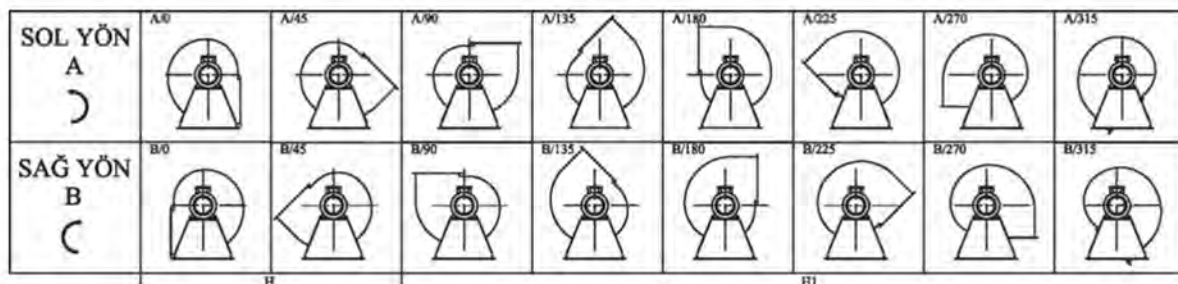 SOL YÖN
A
A/0 A/45 A/90 A/135 A/180 A/225 A/270 A/315
SAĞ YÖN
B
B/0 B/45 B/90 B/135 B/180 B/225 B/270 B/315
H H1